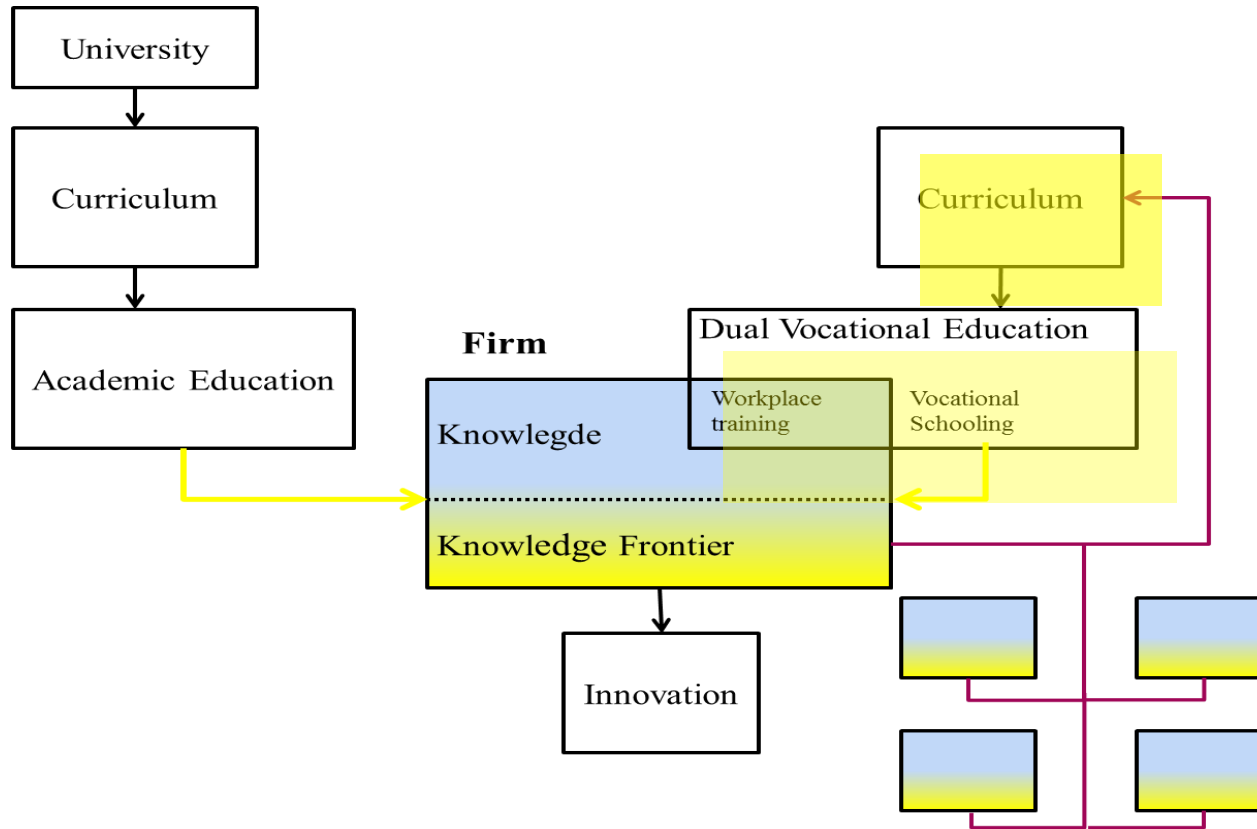 University
Curriculum
Academic Education
Firm
Knowlegde
Knowledge Frontier
Innovation
Curriculum
Dual Vocational Education
Workplace
training
Vocational
Schooling